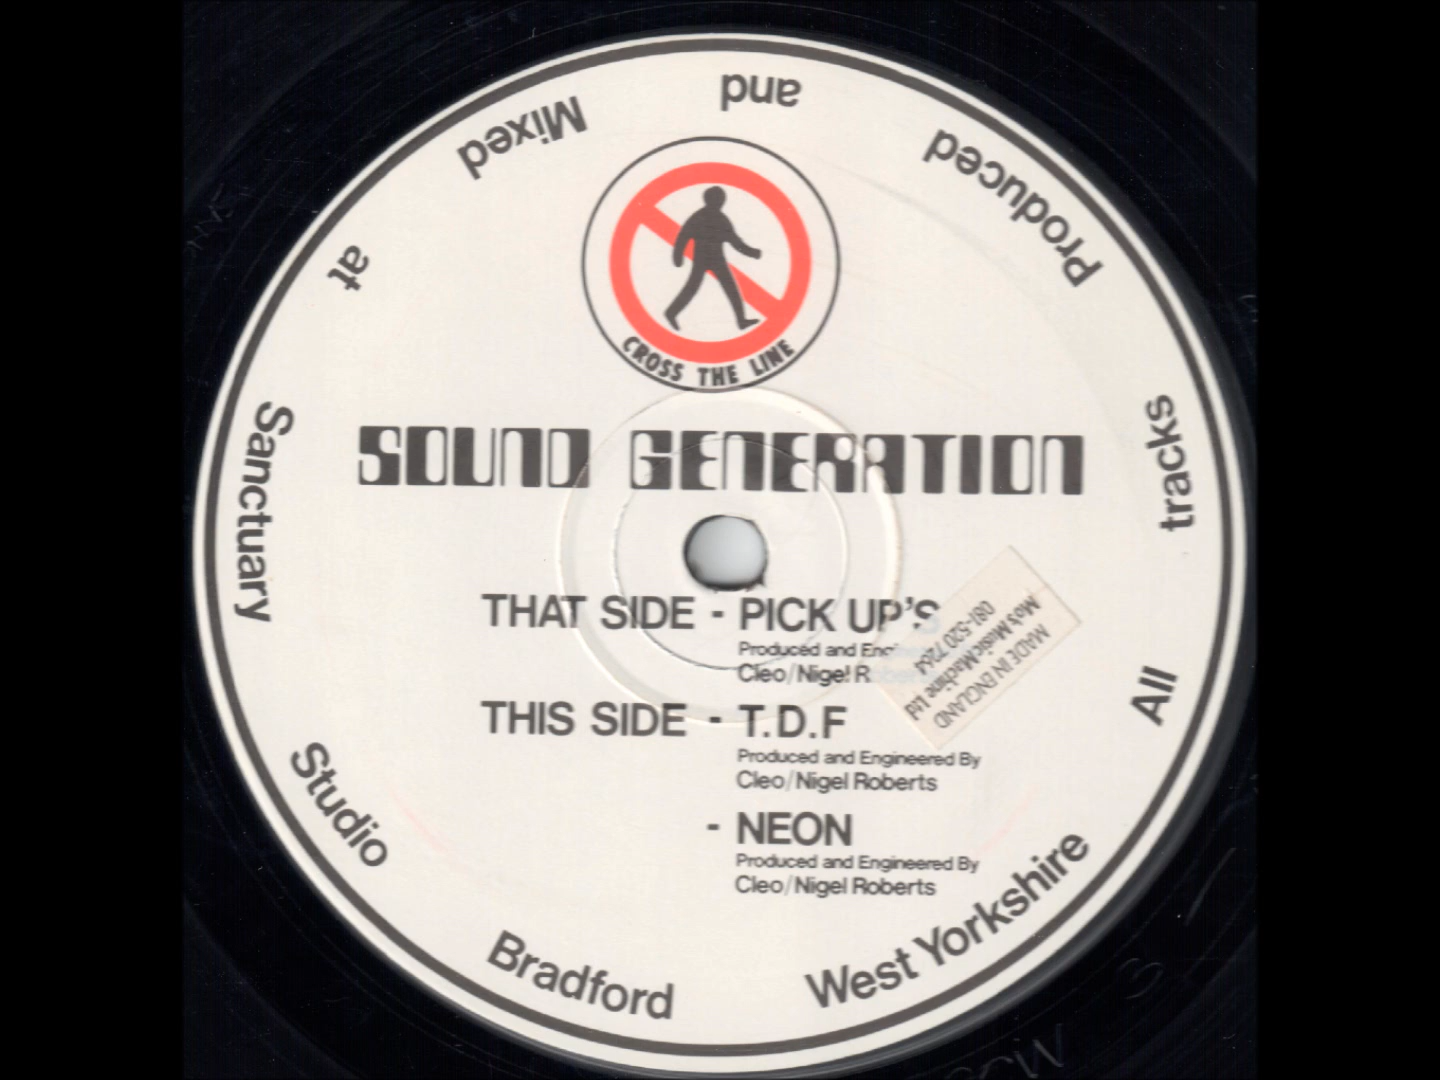 All tracks Produced and Mixed at Sanctuary Studio Bradford West Yorkshire
CROSS THE LINE
SOUND GENERATION
THAT SIDE - PICK UP'S
Produced and Engin
Cleo/Nigel R
THIS SIDE - T.D.F
Produced and Engineered By
Cleo/Nigel Roberts
- NEON
Produced and Engineered By
Cleo/Nigel Roberts
MADE IN ENGLAND
Mo's Music Machine Ltd
081-520 7264